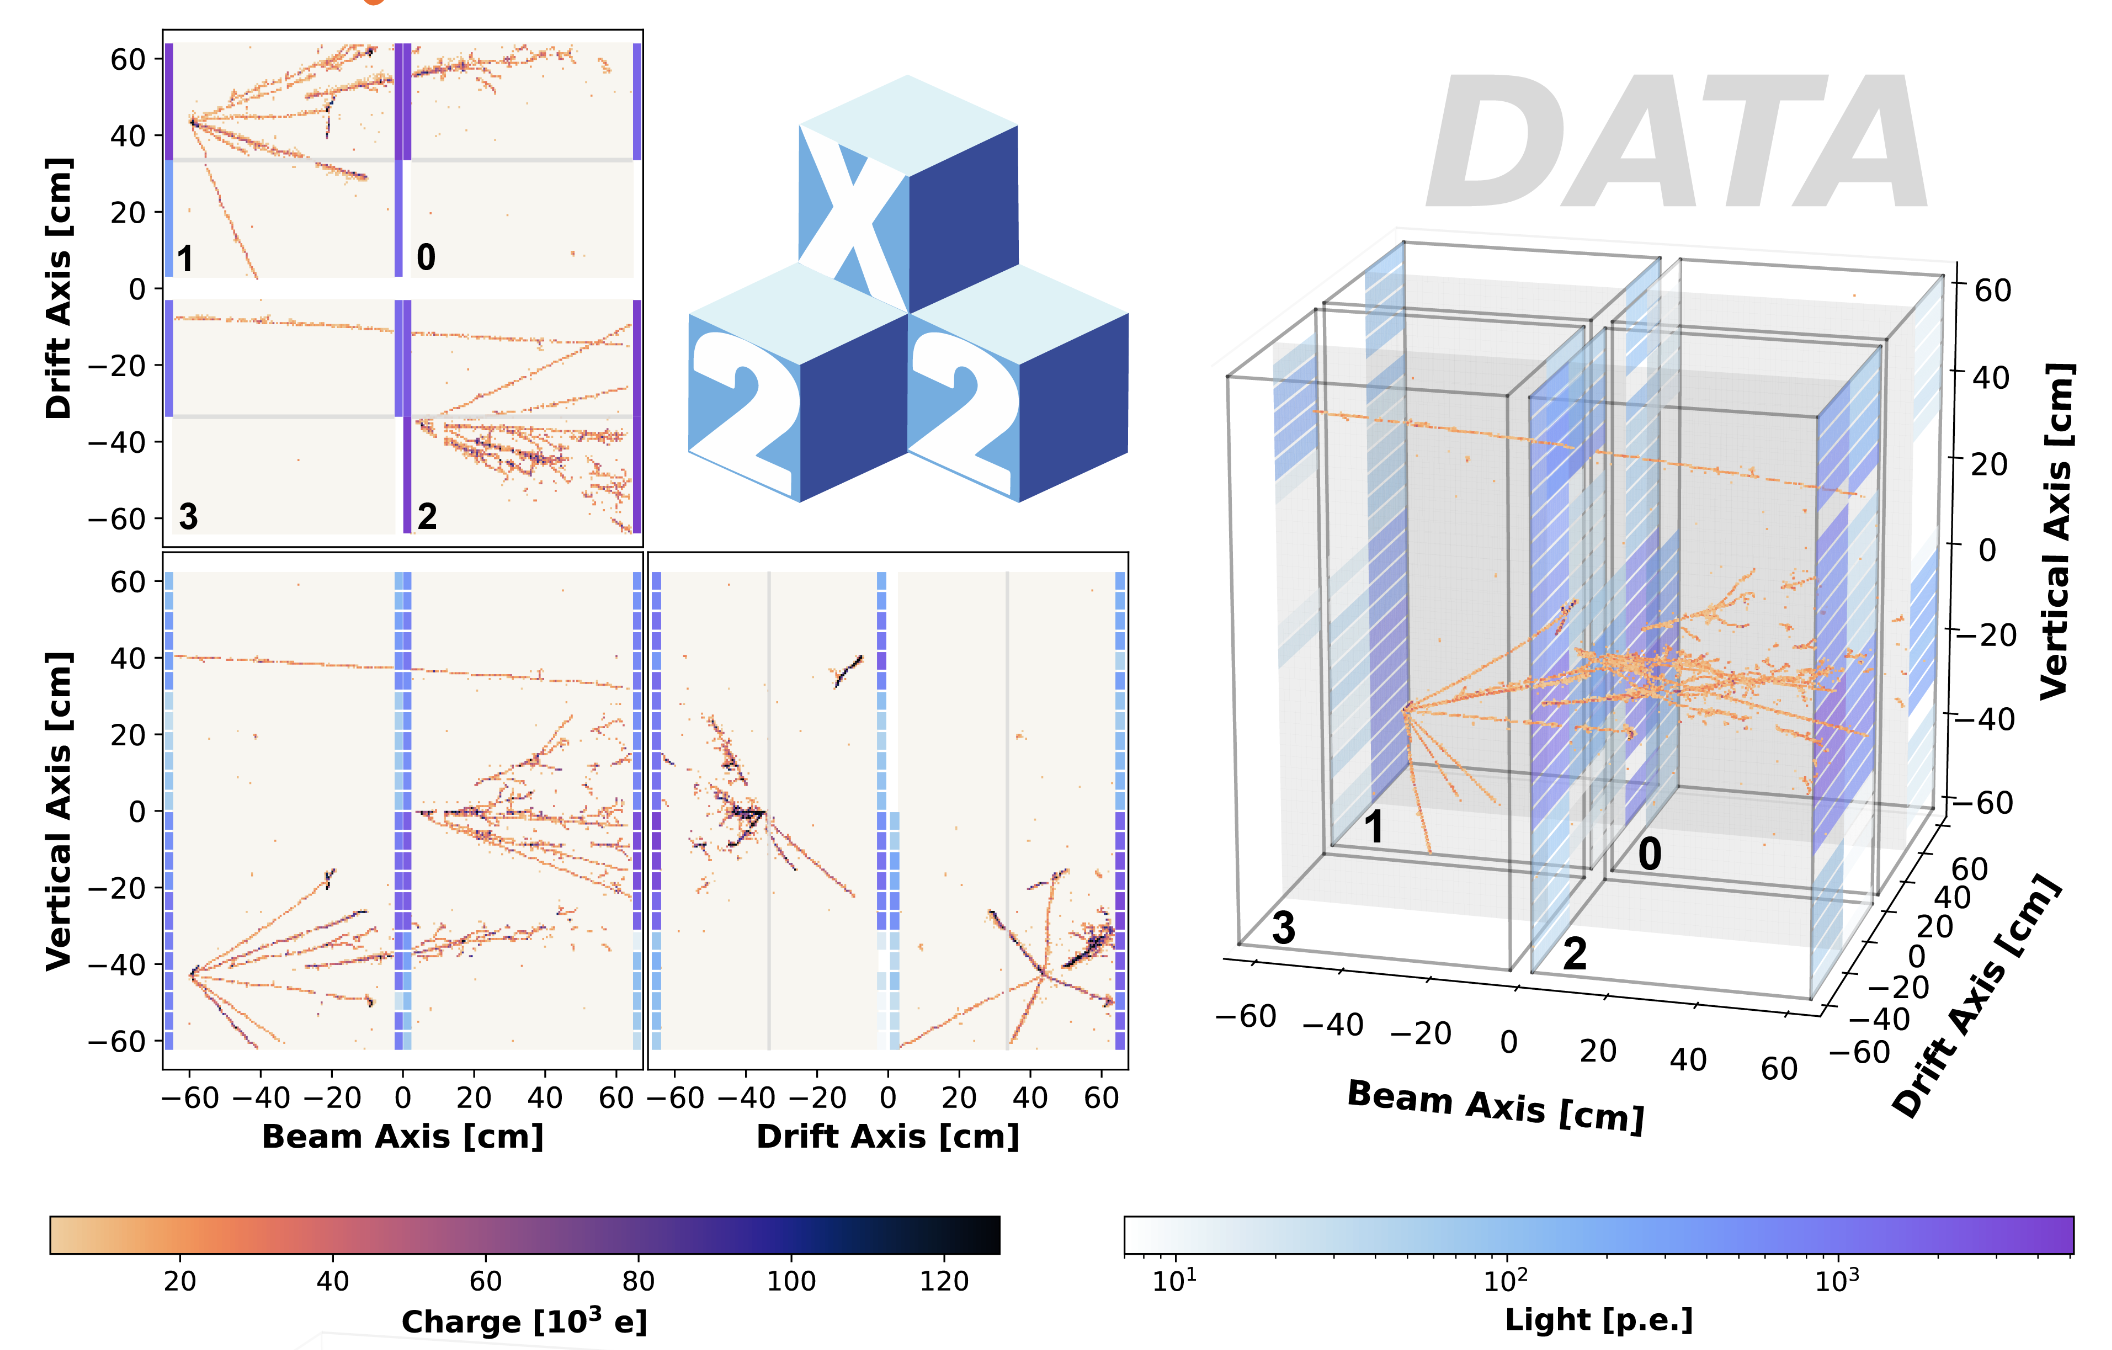 DATA
Drift Axis [cm]
60
40
20
0
−20
−40
−60
1
0
3
2
X
2
2
Vertical Axis [cm]
60
40
20
0
−20
−40
−60
−60 −40 −20 0 20 40 60
Beam Axis [cm]
−60 −40 −20 0 20 40 60
Drift Axis [cm]
1
0
3
2
60
40
20
0
−20
−40
−60
Vertical Axis [cm]
60
40
20
0
−20
−40
−60
Drift Axis [cm]
−60 −40 −20 0 20 40 60
Beam Axis [cm]
20 40 60 80 100 120
Charge [10³ e]
10¹ 10² 10³
Light [p.e.]